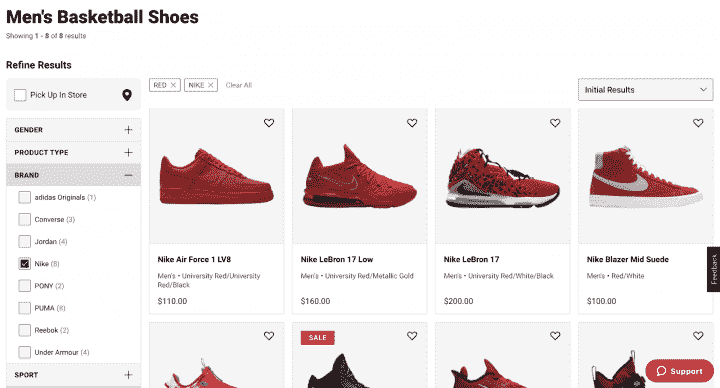 Men's Basketball Shoes
Showing 1 - 8 of 8 results
Refine Results
Pick Up In Store
GENDER
PRODUCT TYPE
BRAND
adidas Originals (1)
Converse (3)
Jordan (4)
Nike (8)
PONY (2)
PUMA (6)
Reebok (2)
Under Armour (4)
SPORT
RED
NIKE
Clear All
Initial Results
Nike Air Force 1 LV8
Men's • University Red/University
Red/Black
$110.00
Nike LeBron 17 Low
Men's • University Red/Metallic Gold
$160.00
Nike LeBron 17
Men's • University Red/White/Black
$200.00
Nike Blazer Mid Suede
Men's • Red/White
$100.00
SALE
Feedback
Support